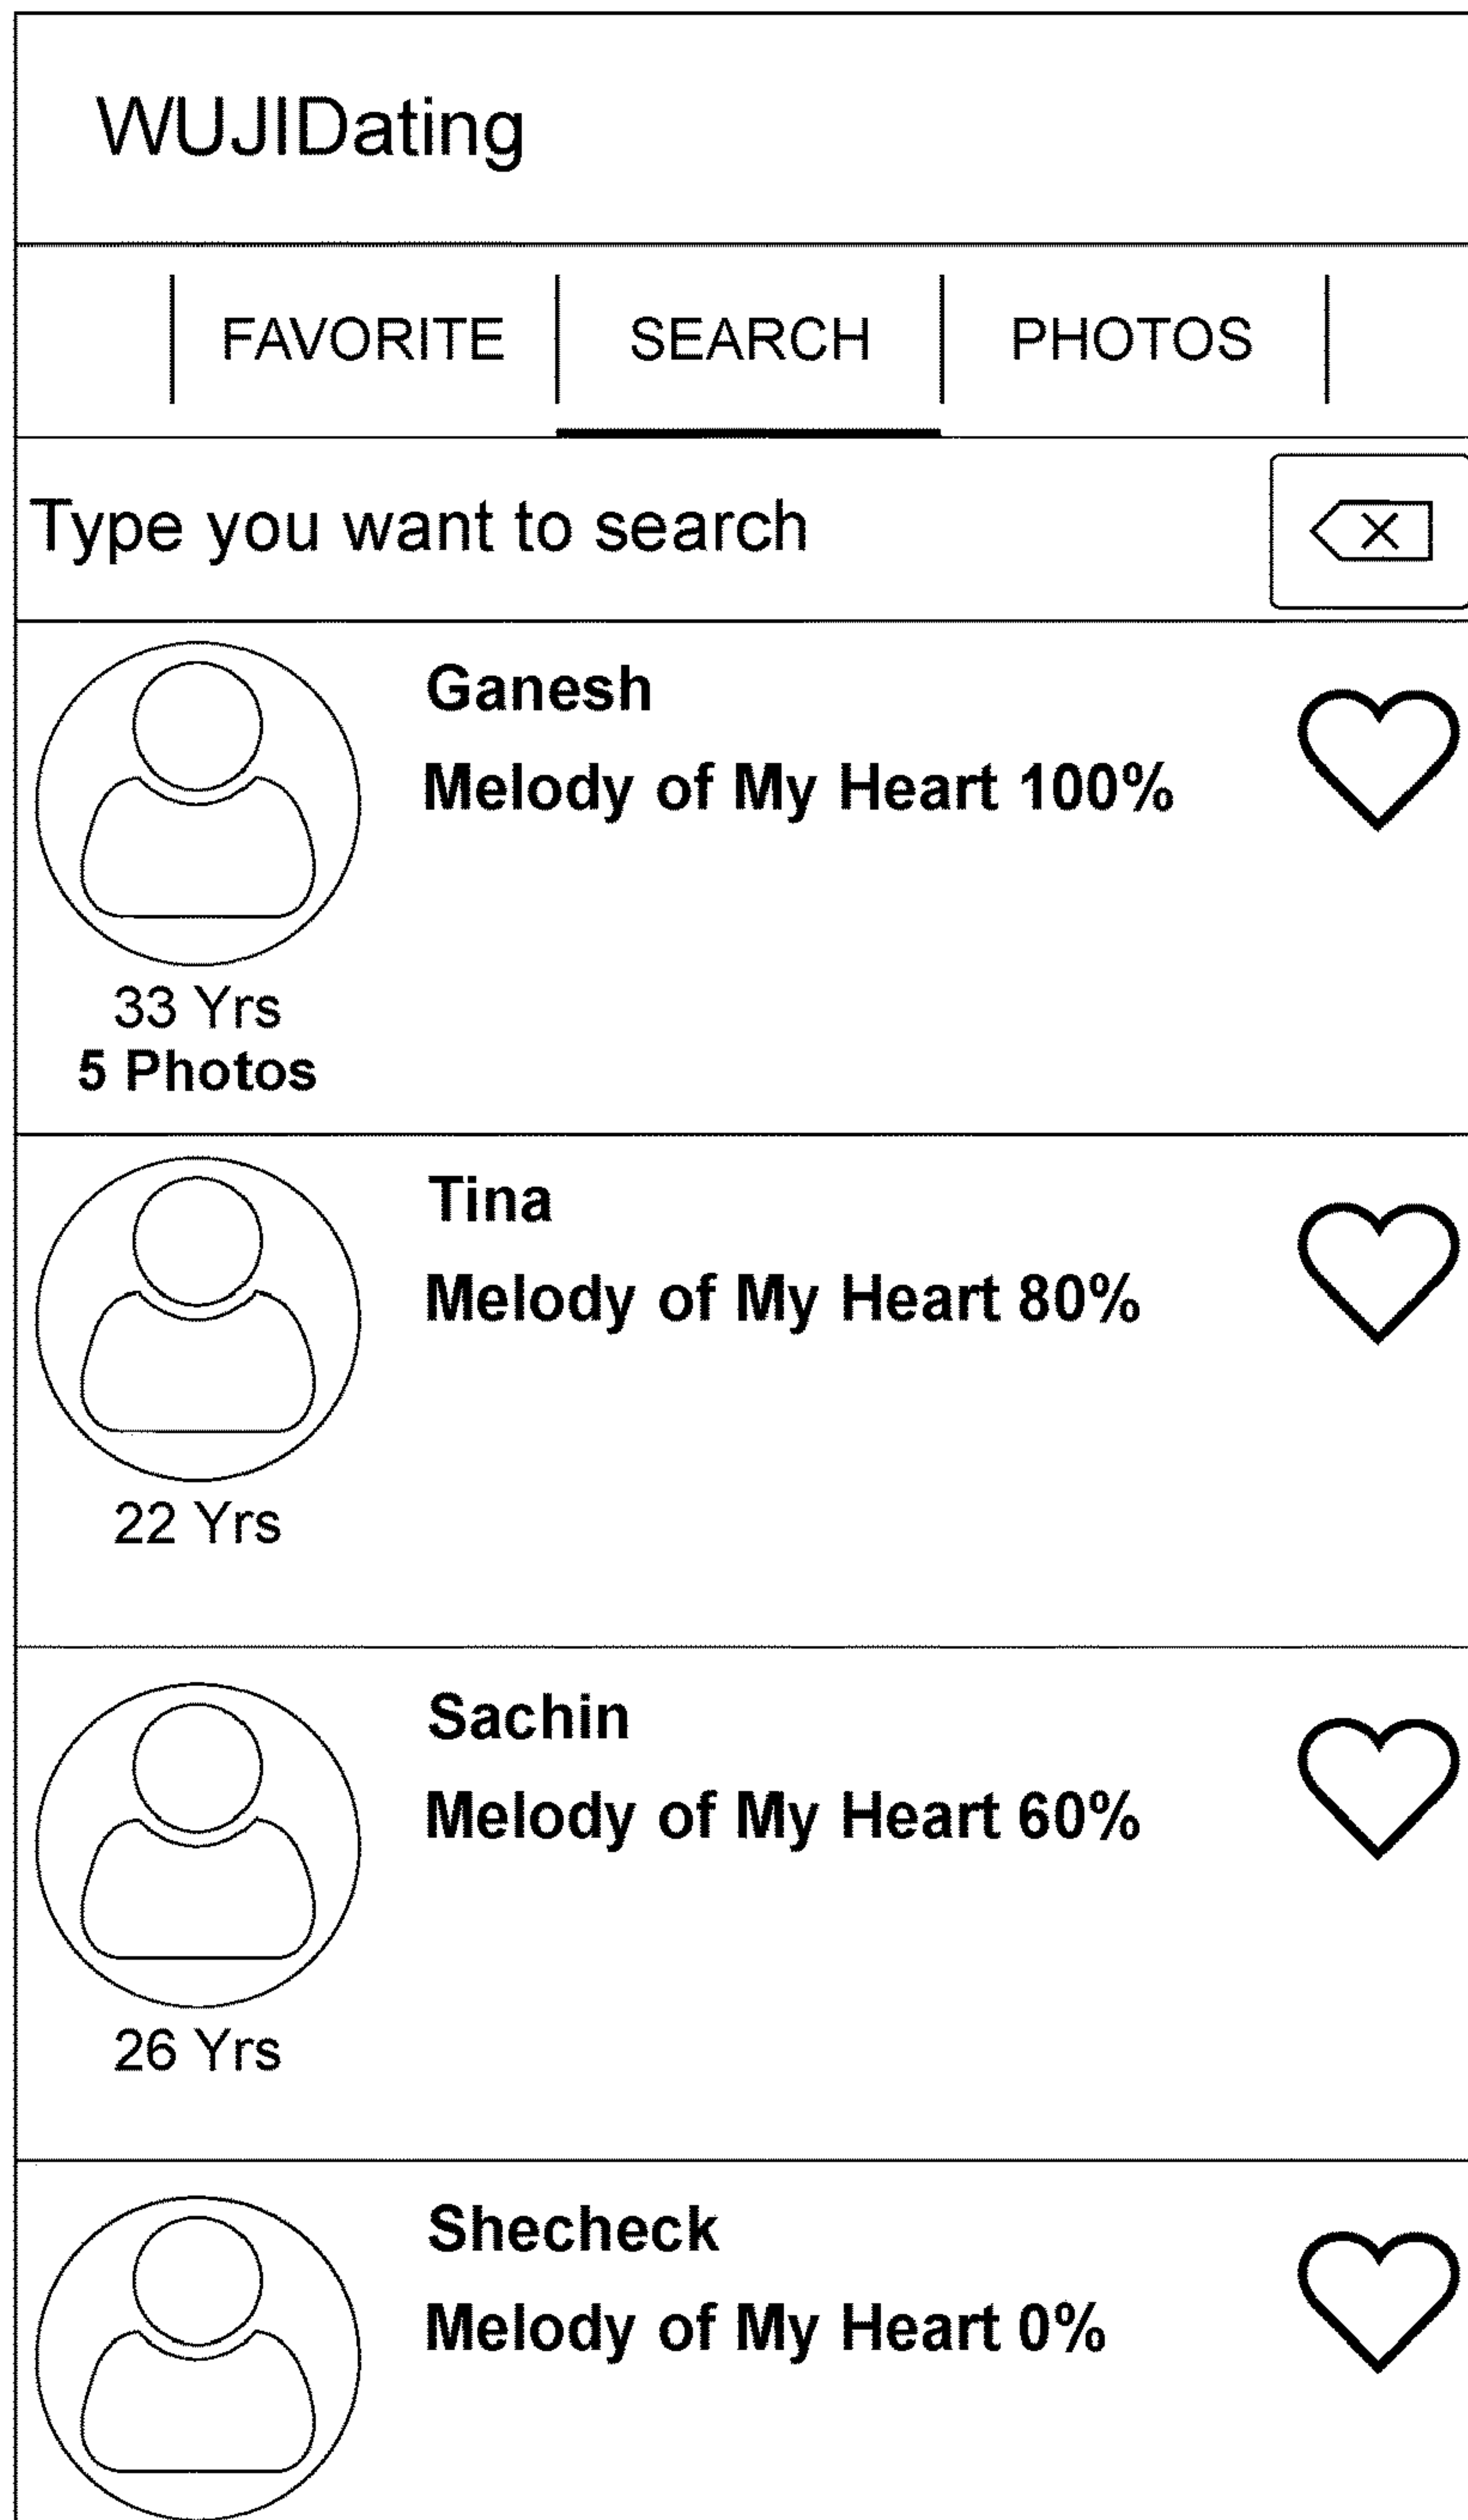 WUJIDating
FAVORITE SEARCH PHOTOS
Type you want to search
Ganesh
Melody of My Heart 100%
33 Yrs
5 Photos
Tina
Melody of My Heart 80%
22 Yrs
Sachin
Melody of My Heart 60%
26 Yrs
Shecheck
Melody of My Heart 0%